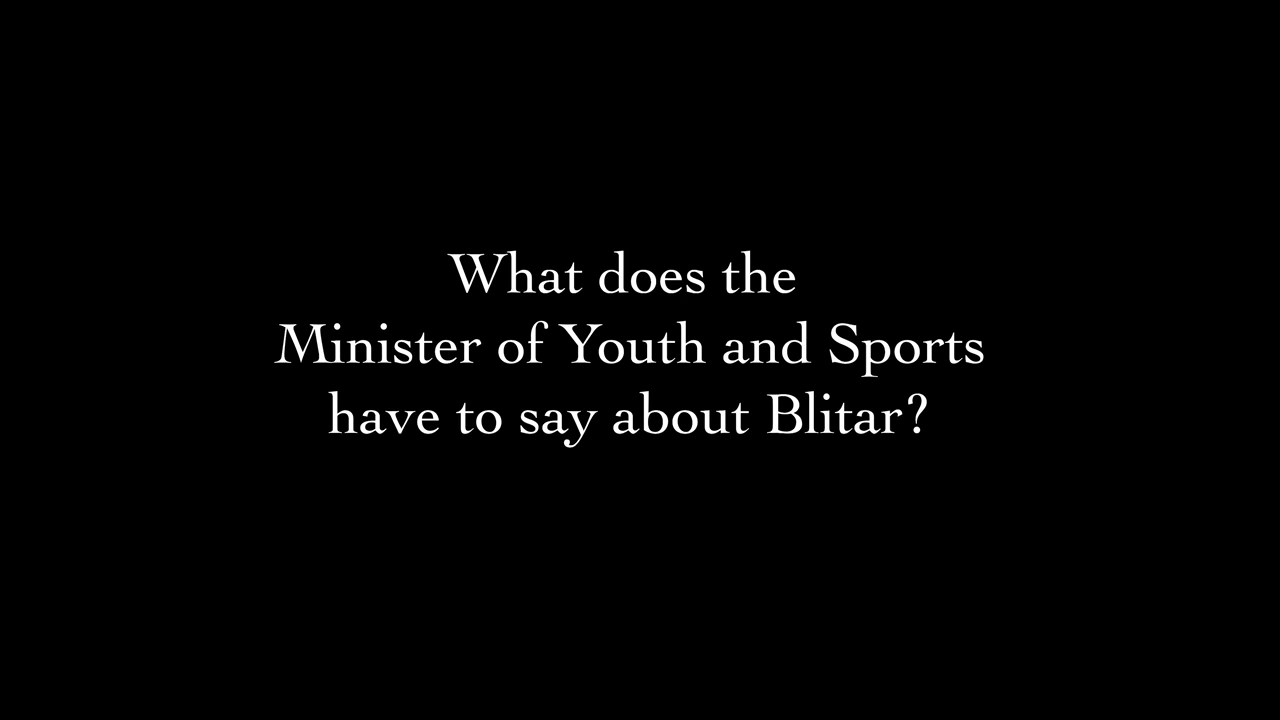 What does the
Minister of Youth and Sports
have to say about Blitar?